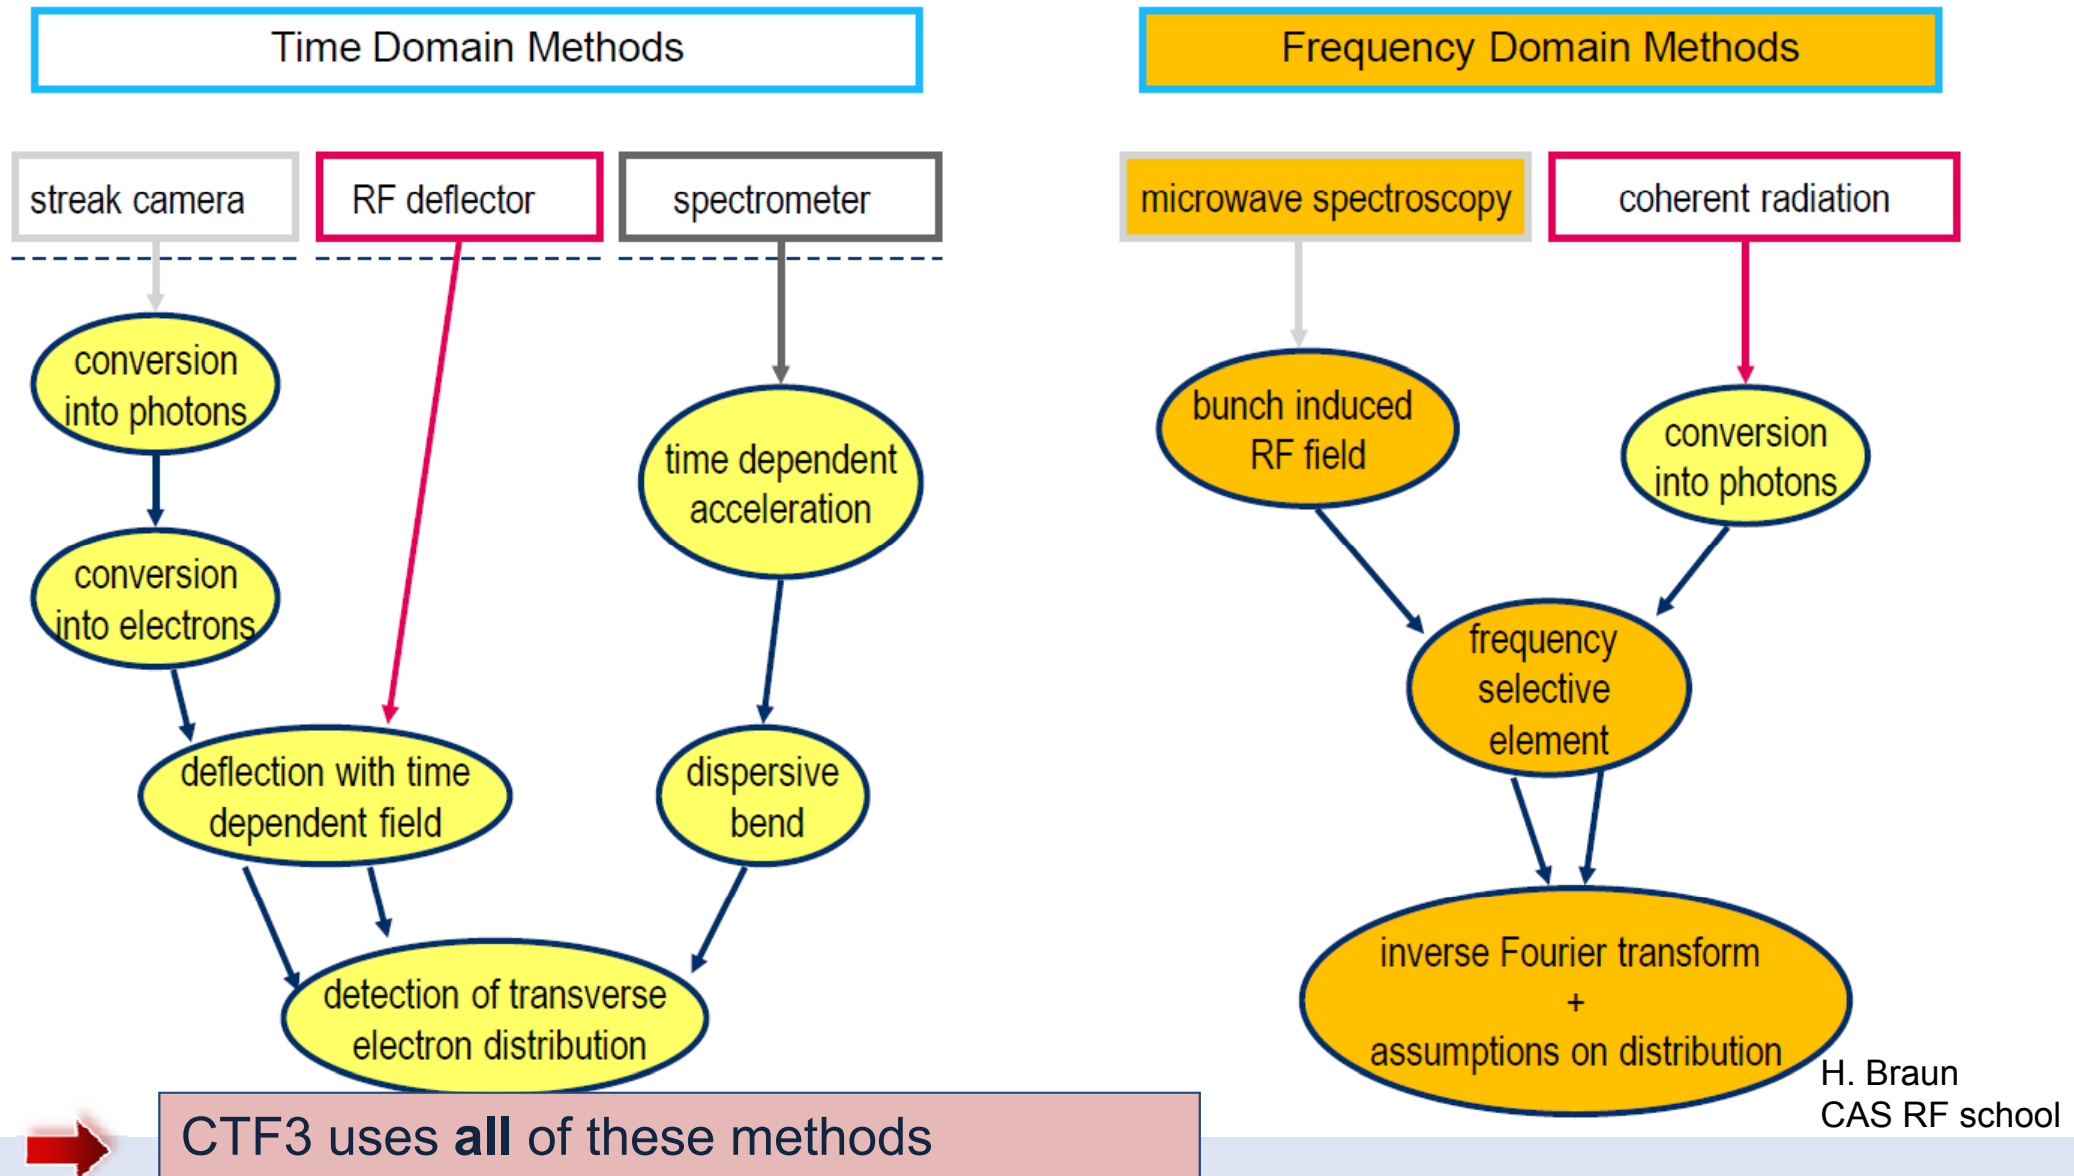 Time Domain Methods
Frequency Domain Methods
streak camera
RF deflector
spectrometer
microwave spectroscopy
coherent radiation
conversion
into photons
conversion
into electrons
time dependent
acceleration
deflection with time
dependent field
dispersive
bend
detection of transverse
electron distribution
bunch induced
RF field
conversion
into photons
frequency
selective
element
inverse Fourier transform
+
assumptions on distribution
H. Braun
CAS RF school
CTF3 uses all of these methods